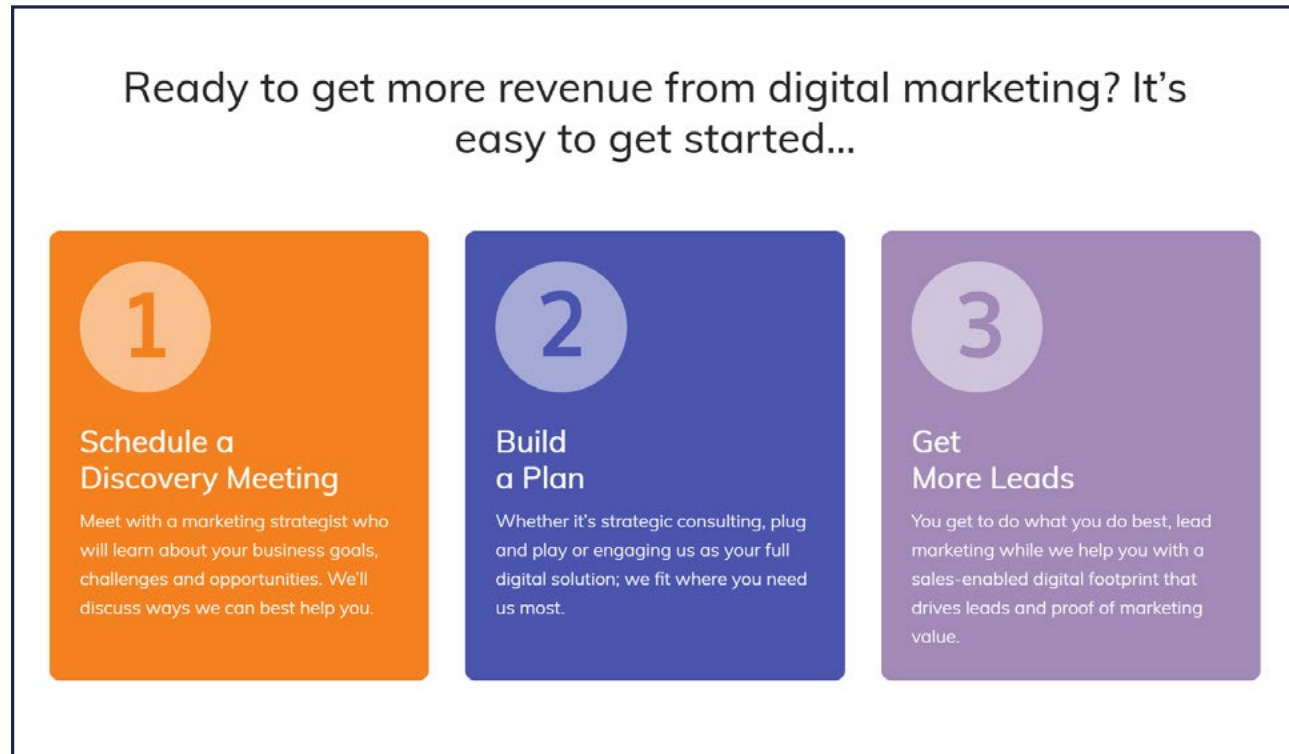 Ready to get more revenue from digital marketing? It’s
easy to get started...
1
Schedule a
Discovery Meeting
Meet with a marketing strategist who
will learn about your business goals,
challenges and opportunities. We’ll
discuss ways we can best help you.
2
Build
a Plan
Whether it’s strategic consulting, plug
and play or engaging us as your full
digital solution; we fit where you need
us most.
3
Get
More Leads
You get to do what you do best, lead
marketing while we help you with a
sales-enabled digital footprint that
drives leads and proof of marketing
value.